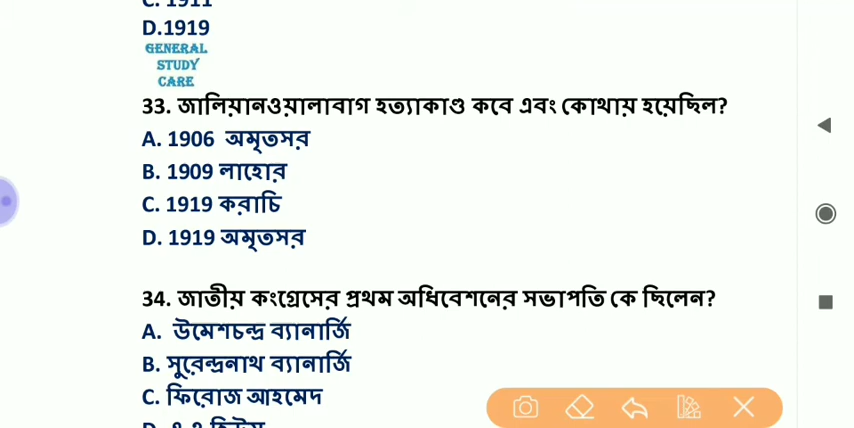 C. 1911
D.1919
GENERAL
STUDY
CARE
33. জালিয়ানওয়ালাবাগ হত্যাকাণ্ড কবে এবং কোথায় হয়েছিল?
A. 1906 অমৃতসর
B. 1909 লাহোর
C. 1919 করাচি
D. 1919 অমৃতসর
34. জাতীয় কংগ্রেসের প্রথম অধিবেশনের সভাপতি কে ছিলেন?
A. উমেশচন্দ্র ব্যানার্জি
B. সুরেন্দ্রনাথ ব্যানার্জি
C. ফিরোজ আহমেদ